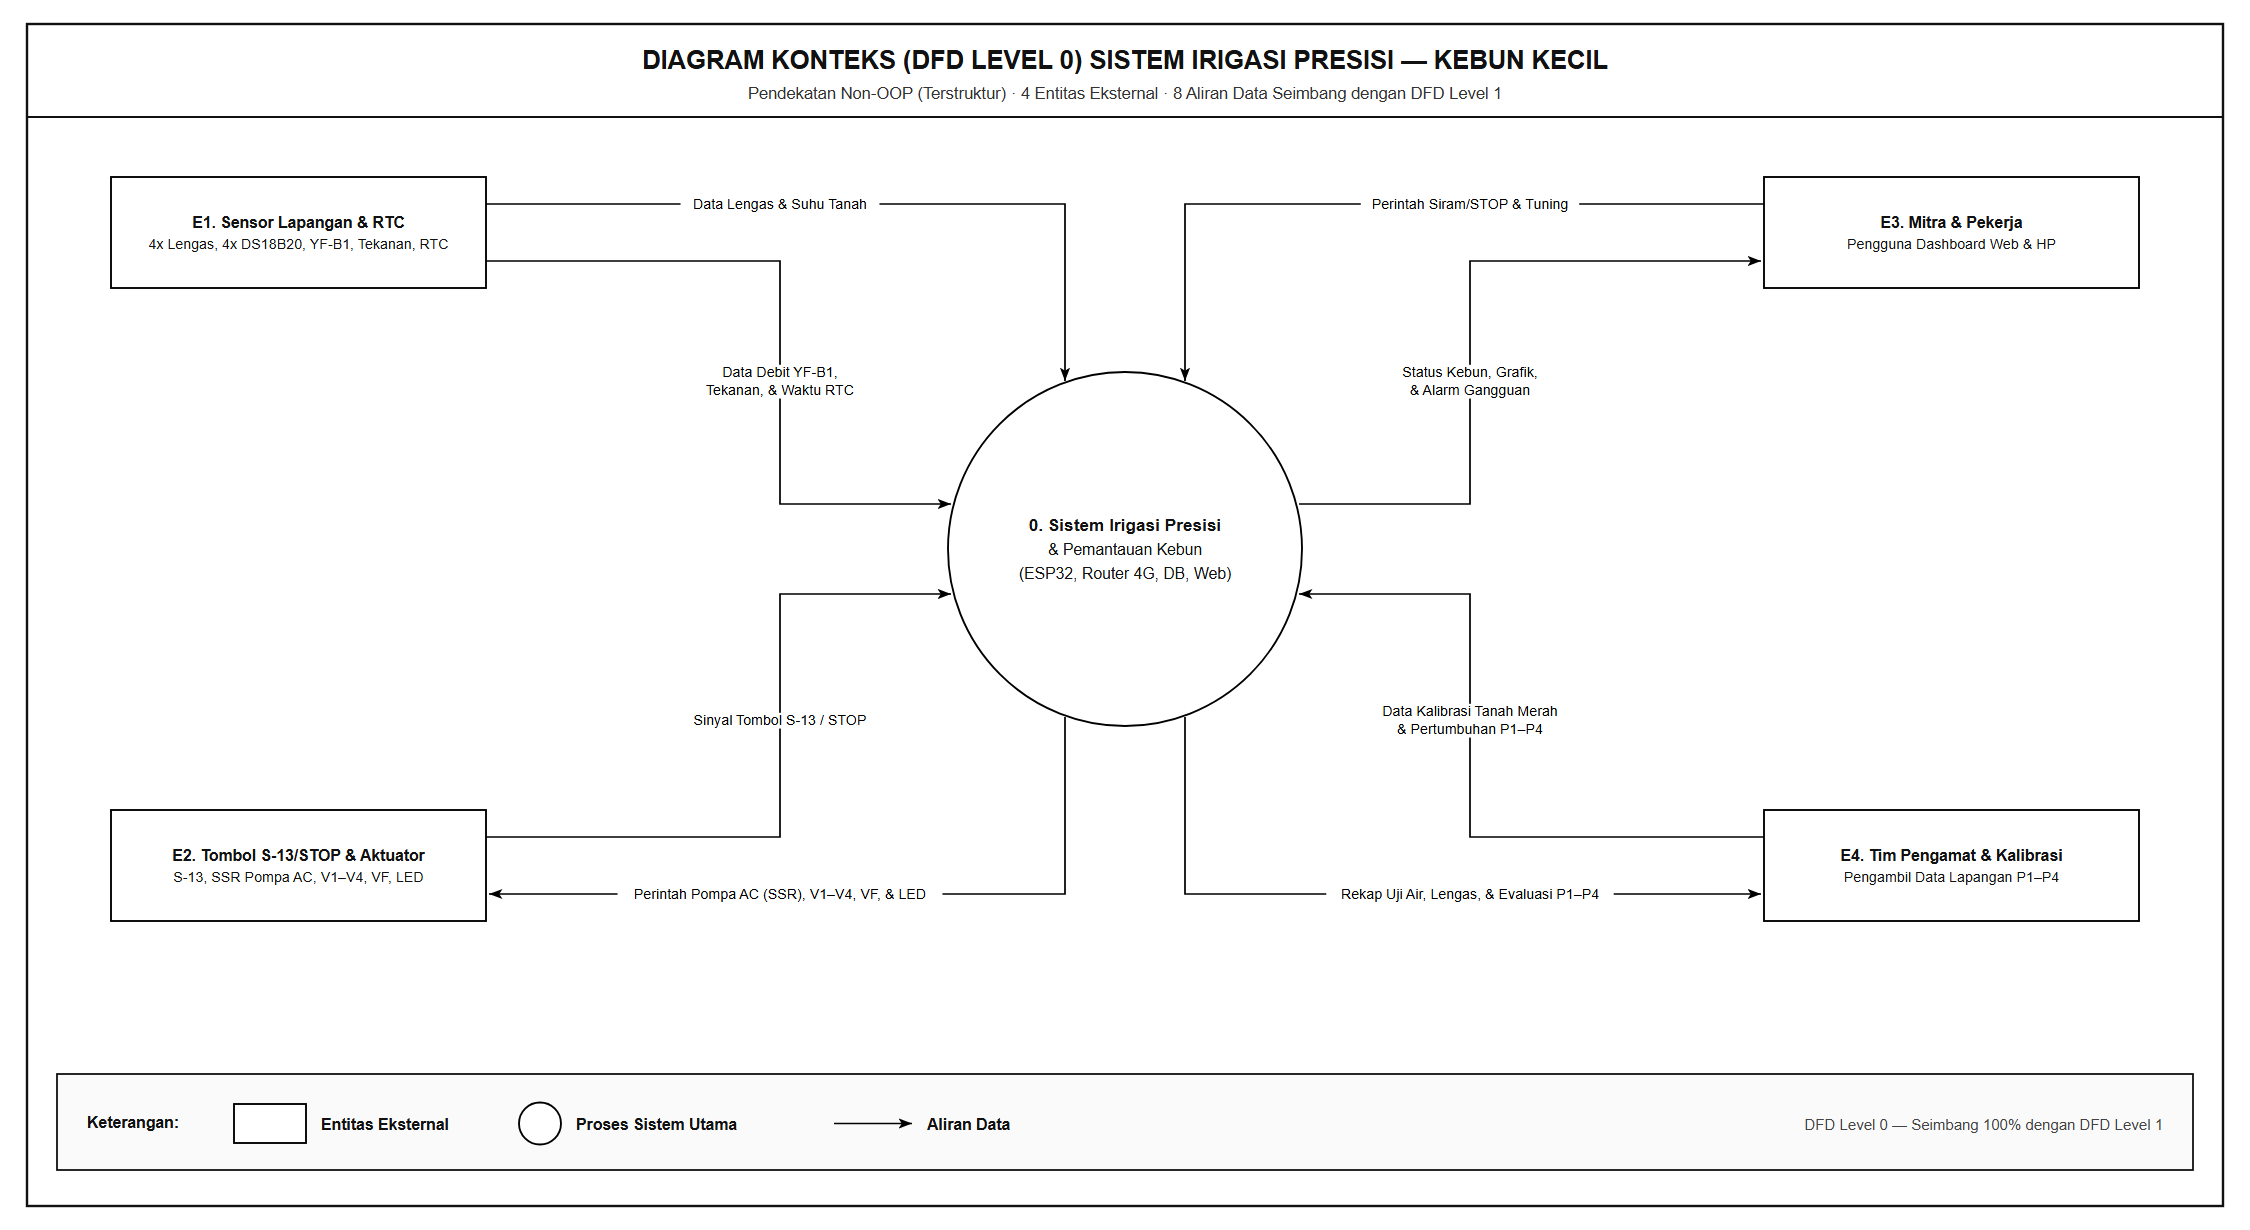 DIAGRAM KONTEKS (DFD LEVEL 0) SISTEM IRIGASI PRESISI — KEBUN KECIL
Pendekatan Non-OOP (Terstruktur) · 4 Entitas Eksternal · 8 Aliran Data Seimbang dengan DFD Level 1
E1. Sensor Lapangan & RTC
4x Lengas, 4x DS18B20, YF-B1, Tekanan, RTC
Data Lengas & Suhu Tanah
Perintah Siram/STOP & Tuning
E3. Mitra & Pekerja
Pengguna Dashboard Web & HP
Data Debit YF-B1,
Tekanan, & Waktu RTC
Status Kebun, Grafik,
& Alarm Gangguan
0. Sistem Irigasi Presisi
& Pemantauan Kebun
(ESP32, Router 4G, DB, Web)
Sinyal Tombol S-13 / STOP
Data Kalibrasi Tanah Merah
& Pertumbuhan P1–P4
E2. Tombol S-13/STOP & Aktuator
S-13, SSR Pompa AC, V1–V4, VF, LED
Perintah Pompa AC (SSR), V1–V4, VF, & LED
Rekap Uji Air, Lengas, & Evaluasi P1–P4
E4. Tim Pengamat & Kalibrasi
Pengambil Data Lapangan P1–P4
Keterangan:
Entitas Eksternal
Proses Sistem Utama
Aliran Data
DFD Level 0 — Seimbang 100% dengan DFD Level 1